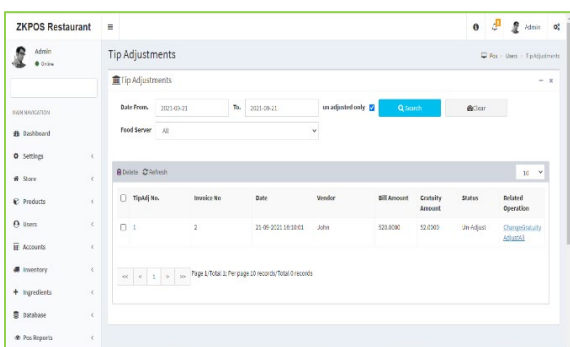 ZKPOS Restaurant
Admin
Tip Adjustments
Pos - Users - TipAdjustments
Admin
Online
Tip Adjustments
Date From. 2021-03-21 To. 2021-09-21 un adjusted only Search Clear
Food Server All
MAIN NAVIGATION
Dashboard
Settings
Store
Products
Users
Accounts
Inventory
Ingredients
Database
Pos Reports
Delete Refresh 10
TipAdj No. Invoice No Date Vendor Bill Amount Gratuity Amount Status Related Operation
1 2 21-09-2021 18:18:01 John 520.0000 52.0000 Un-Adjust ChangeGratuity
AdjustAll
<< < 1 > >> Page 1/Total 1; Per page 10 records/Total 0 records